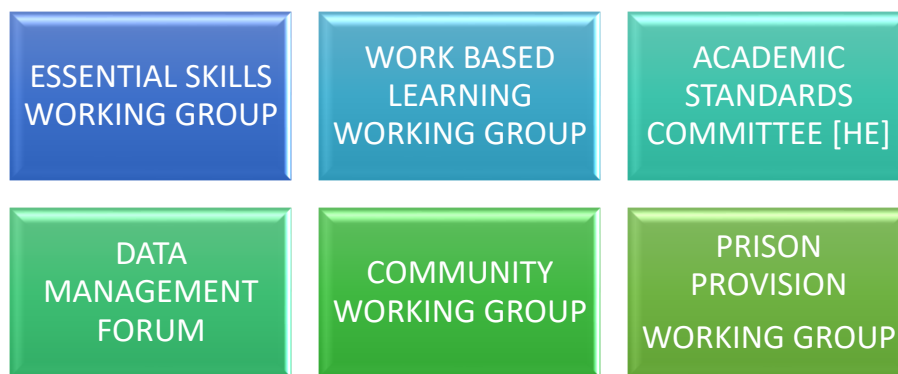 ESSENTIAL SKILLS
WORKING GROUP
WORK BASED
LEARNING
WORKING GROUP
ACADEMIC
STANDARDS
COMMITTEE [HE]
DATA
MANAGEMENT
FORUM
COMMUNITY
WORKING GROUP
PRISON
PROVISION
WORKING GROUP